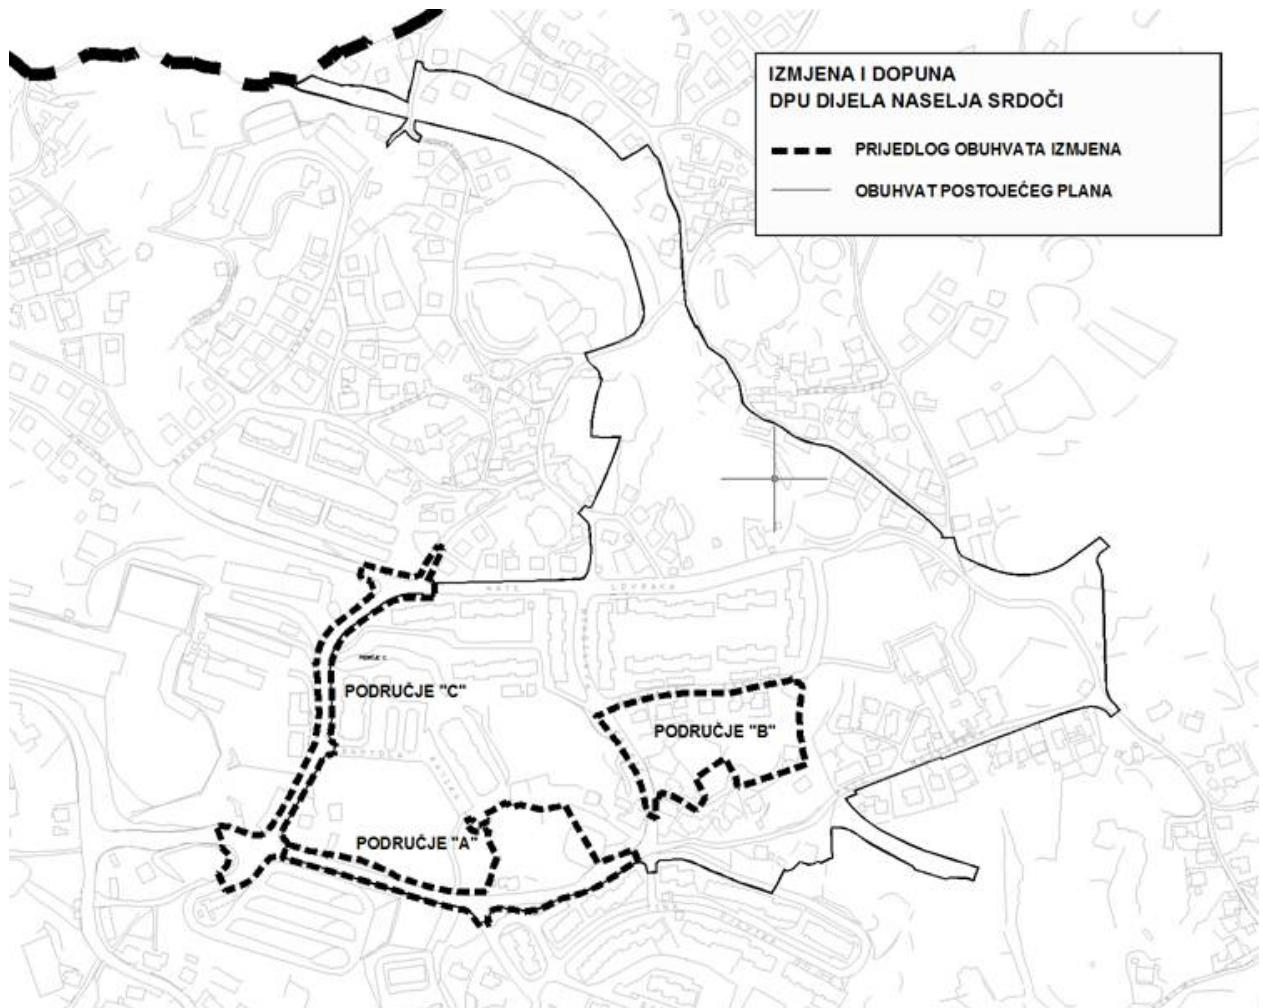 IZMJENA I DOPUNA
DPU DIJELA NASELJA SRDOČI
PRIJEDLOG OBUHVATA IZMJENA
OBUHVAT POSTOJEĆEG PLANA
PODRUČJE "C"
PODRUČJE "B"
PODRUČJE "A"